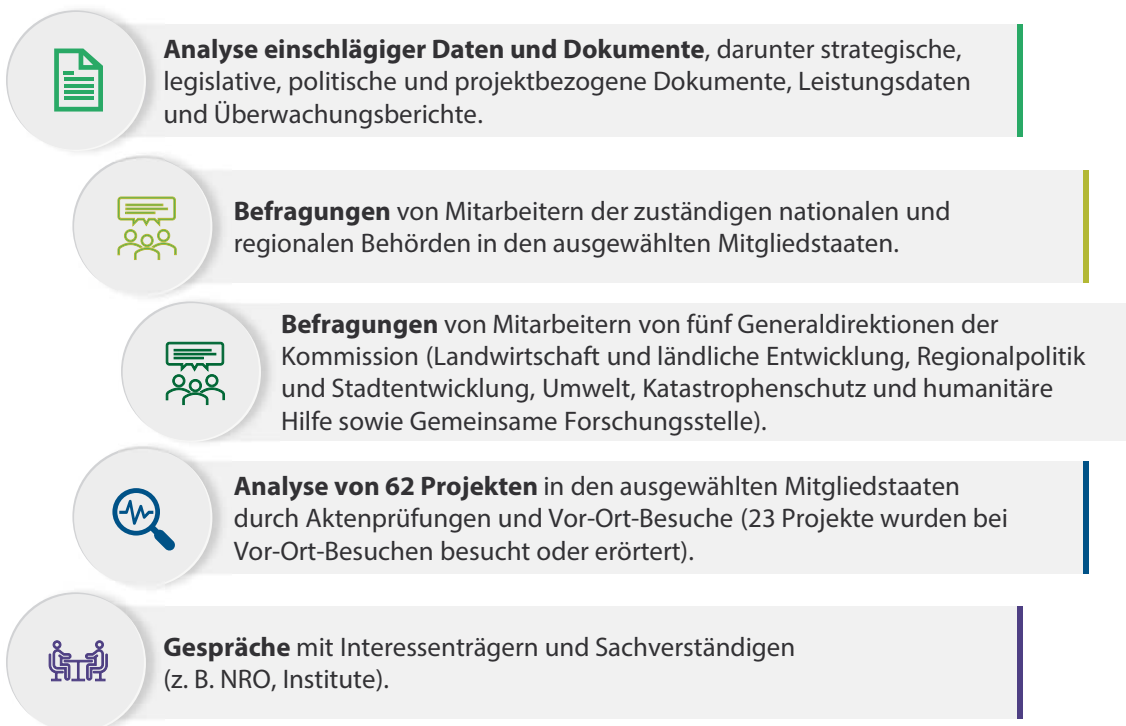 Analyse einschlägiger Daten und Dokumente, darunter strategische,
legislative, politische und projektbezogene Dokumente, Leistungsdaten
und Überwachungsberichte.
Befragungen von Mitarbeitern der zuständigen nationalen und
regionalen Behörden in den ausgewählten Mitgliedstaaten.
Befragungen von Mitarbeitern von fünf Generaldirektionen der
Kommission (Landwirtschaft und ländliche Entwicklung, Regionalpolitik
und Stadtentwicklung, Umwelt, Katastrophenschutz und humanitäre
Hilfe sowie Gemeinsame Forschungsstelle).
Analyse von 62 Projekten in den ausgewählten Mitgliedstaaten
durch Aktenprüfungen und Vor-Ort-Besuche (23 Projekte wurden bei
Vor-Ort-Besuchen besucht oder erörtert).
Gespräche mit Interessenträgern und Sachverständigen
(z. B. NRO, Institute).